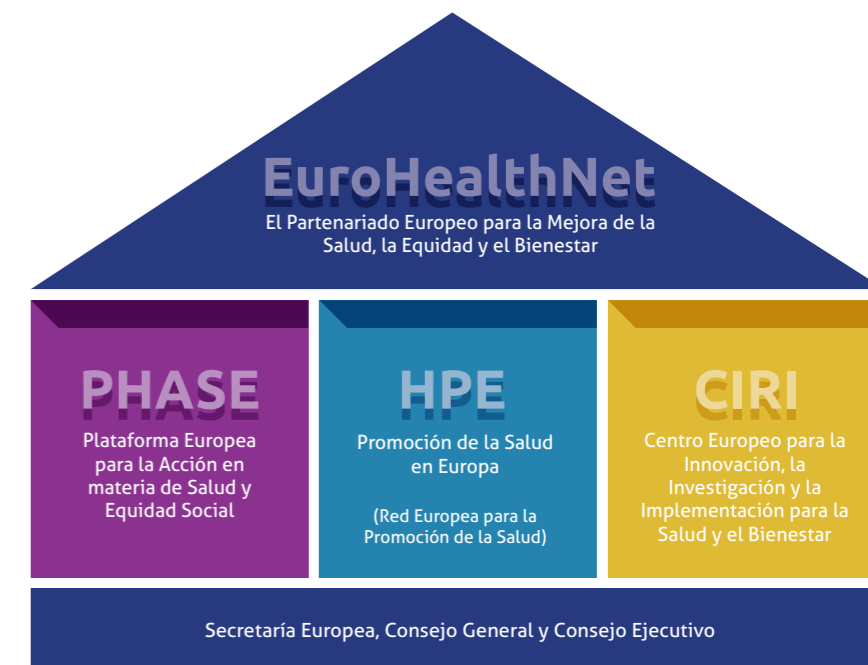 EuroHealthNet
El Partenariado Europeo para la Mejora de la
Salud, la Equidad y el Bienestar
PHASE
Plataforma Europea
para la Acción en
materia de Salud y
Equidad Social
HPE
Promoción de la Salud
en Europa
(Red Europea para la
Promoción de la Salud)
CIRI
Centro Europeo para la
Innovación, la
Investigación y la
Implementación para la
Salud y el Bienestar
Secretaría Europea, Consejo General y Consejo Ejecutivo